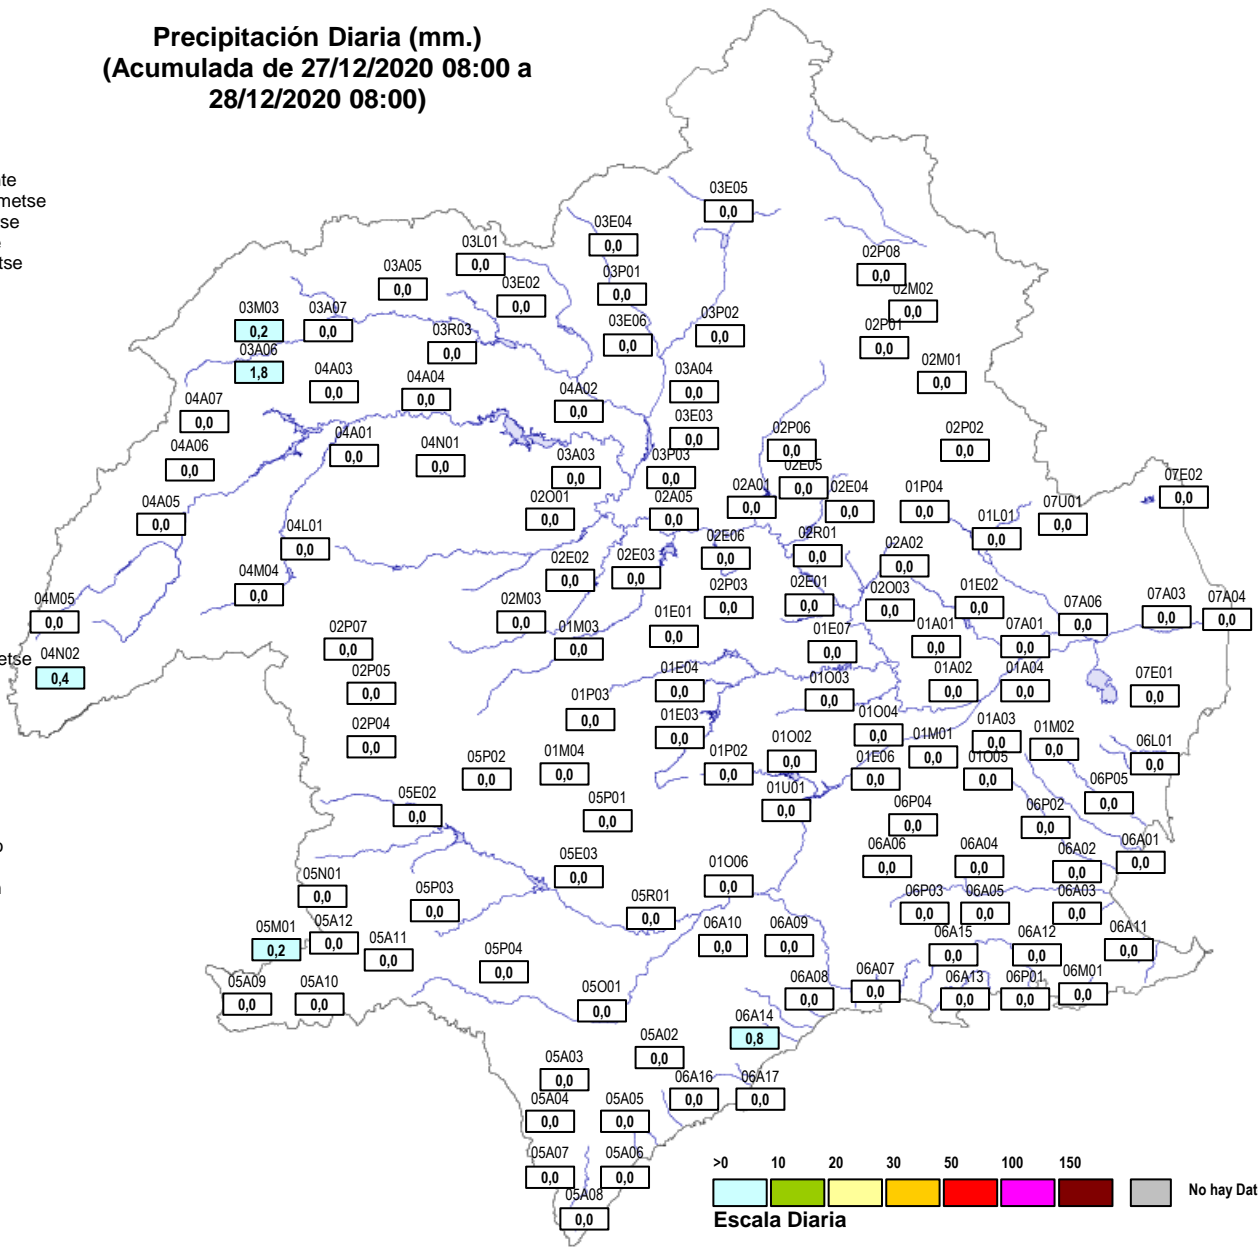 Precipitación Diaria (mm.)
(Acumulada de 27/12/2020 08:00 a
28/12/2020 08:00)
03E05
0,0
03E04
0,0
03L01
0,0
02P08
0,0
03A05
0,0
03P01
0,0
03E02
0,0
02M02
0,0
03M03
0,2
03A07
0,0
03P02
0,0
03E06
0,0
03R03
0,0
02P01
0,0
03A06
1,8
04A03
0,0
04A04
0,0
03A04
0,0
02M01
0,0
04A02
0,0
04A07
0,0
03E03
0,0
04A01
0,0
04N01
0,0
02P06
0,0
02P02
0,0
04A06
0,0
03A03
0,0
03P03
0,0
02E05
0,0
07E02
0,0
04A05
0,0
02O01
0,0
02A05
0,0
02A01
0,0
02E04
0,0
01P04
0,0
07U01
0,0
01L01
0,0
04L01
0,0
02E06
0,0
02R01
0,0
02A02
0,0
04M04
0,0
02E02
0,0
02E03
0,0
02P03
0,0
02E01
0,0
02O03
0,0
01E02
0,0
04M05
0,0
02M03
0,0
01E01
0,0
07A06
0,0
07A03
0,0
07A04
0,0
02P07
0,0
01M03
0,0
01E07
0,0
01A01
0,0
07A01
0,0
04N02
0,4
02P05
0,0
01E04
0,0
01O03
0,0
01A02
0,0
01A04
0,0
07E01
0,0
01P03
0,0
01E03
0,0
01O04
0,0
01A03
0,0
02P04
0,0
01M02
0,0
01O02
0,0
01M01
0,0
06L01
0,0
05P02
0,0
01M04
0,0
01P02
0,0
01E06
0,0
01O05
0,0
05E02
0,0
05P01
0,0
01U01
0,0
06P05
0,0
06P04
0,0
06P02
0,0
06A06
0,0
06A04
0,0
06A02
0,0
06A01
0,0
05E03
0,0
01O06
0,0
05N01
0,0
05P03
0,0
05R01
0,0
06P03
0,0
06A05
0,0
06A03
0,0
05M01
0,2
05A12
0,0
05A11
0,0
06A10
0,0
06A09
0,0
06A15
0,0
06A12
0,0
06A11
0,0
05P04
0,0
05A09
0,0
05A10
0,0
05O01
0,0
06A08
0,0
06A07
0,0
06A13
0,0
06P01
0,0
06M01
0,0
06A14
0,8
05A02
0,0
05A03
0,0
06A16
0,0
06A17
0,0
05A04
0,0
05A05
0,0
05A07
0,0
05A06
0,0
05A08
0,0
>0 10 20 30 50 100 150
No hay Dat
Escala Diaria